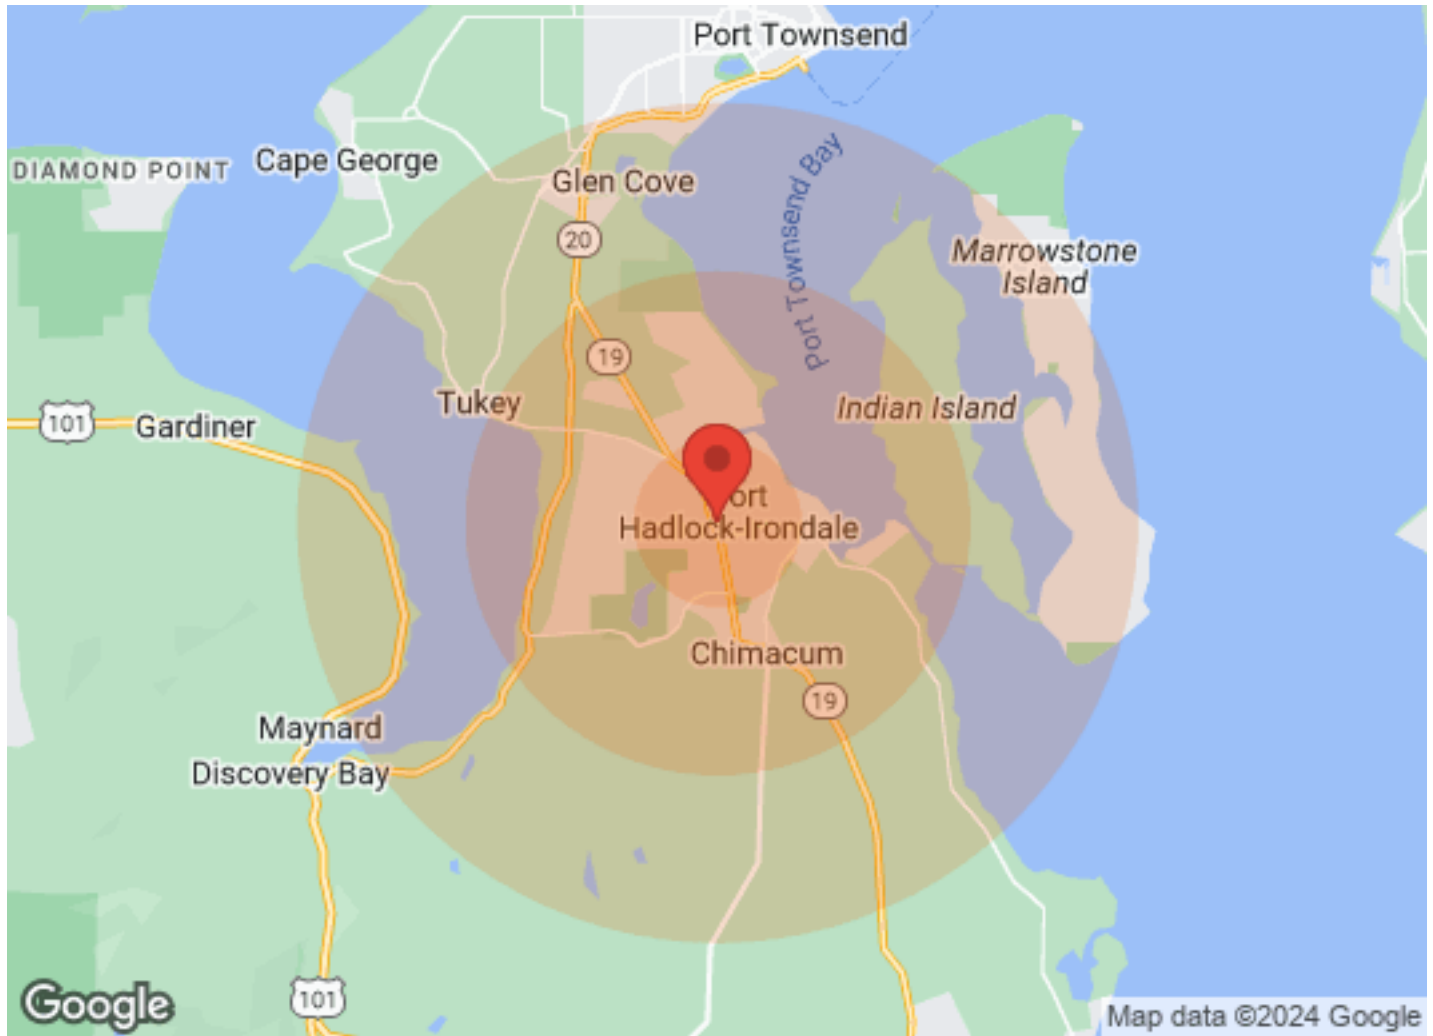 Port Townsend
Cape George
DIAMOND POINT
Glen Cove
Port Townsend Bay
20
Marrowstone
Island
19
Tukey
Indian Island
101
Gardiner
ort
Hadlock-Irondale
Chimacum
19
Maynard
Discovery Bay
101
Google
Map data ©2024 Google